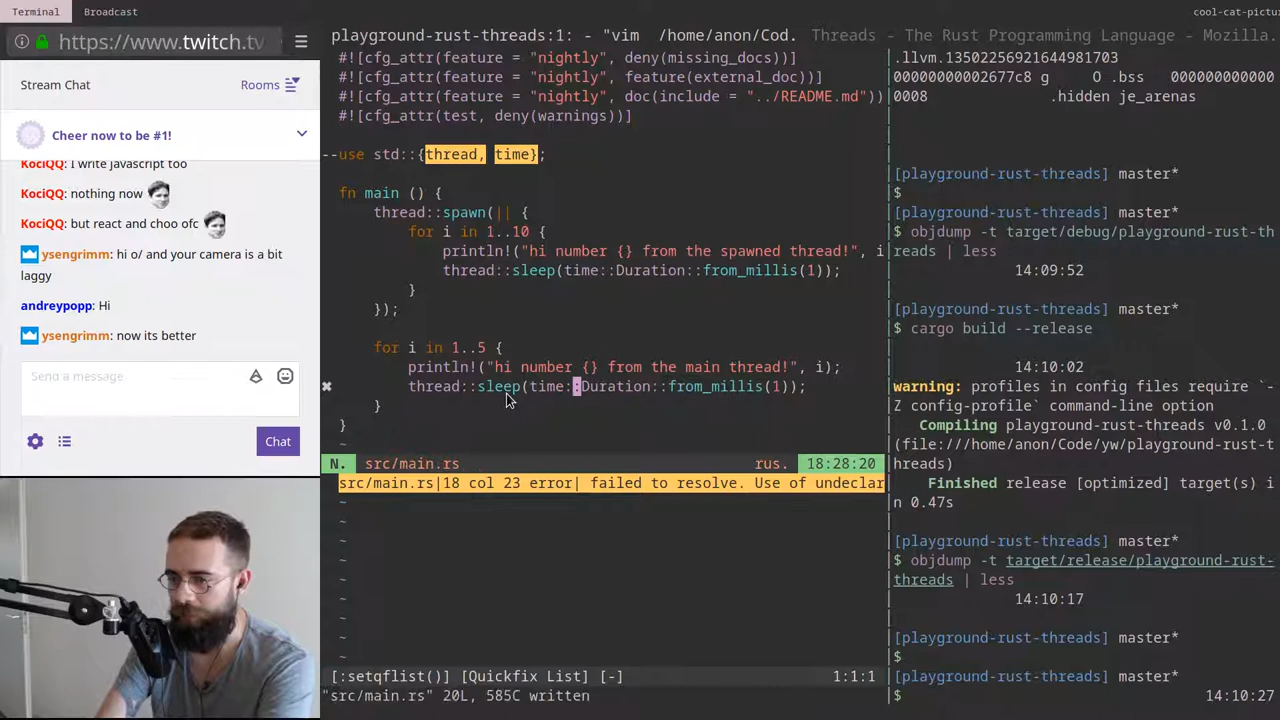 Terminal Broadcast cool-cat-pictu
https://www.twitch.tv
playground-rust-threads:1: - "vim  /home/anon/Cod. Threads - The Rust Programming Language - Mozilla.
Stream Chat Rooms
Cheer now to be #1!
KociQQ: I write javascript too
KociQQ: nothing now
KociQQ: but react and choo ofc
ysengrimm: hi o/ and your camera is a bit
laggy
andreypopp: Hi
ysengrimm: now its better
Send a message
Chat
#![cfg_attr(feature = "nightly", deny(missing_docs))]
#![cfg_attr(feature = "nightly", feature(external_doc))]
#![cfg_attr(feature = "nightly", doc(include = "../README.md"))
#![cfg_attr(test, deny(warnings))]
--use std::{thread, time};
fn main () {
thread::spawn(|| {
for i in 1..10 {
println!("hi number {} from the spawned thread!", i
thread::sleep(time::Duration::from_millis(1));
}
});
for i in 1..5 {
println!("hi number {} from the main thread!", i);
✖ thread::sleep(time::Duration::from_millis(1));
}
}
~
N. src/main.rs rus. 18:28:20
src/main.rs|18 col 23 error| failed to resolve. Use of undeclar
~
~
~
~
~
~
~
~
~
[:setqflist()] [Quickfix List] [-] 1:1:1
"src/main.rs" 20L, 585C written
.llvm.13502256921644981703
00000000002677c8 g O .bss 000000000000
0008 .hidden je_arenas
[playground-rust-threads] master*
$
[playground-rust-threads] master*
$ objdump -t target/debug/playground-rust-th
reads | less
14:09:52
[playground-rust-threads] master*
$ cargo build --release
14:10:02
warning: profiles in config files require `-
Z config-profile` command-line option
Compiling playground-rust-threads v0.1.0
(file:///home/anon/Code/yw/playground-rust-t
hreads)
Finished release [optimized] target(s) i
n 0.47s
[playground-rust-threads] master*
$ objdump -t target/release/playground-rust-
threads | less
14:10:17
[playground-rust-threads] master*
$
[playground-rust-threads] master*
$ 14:10:27